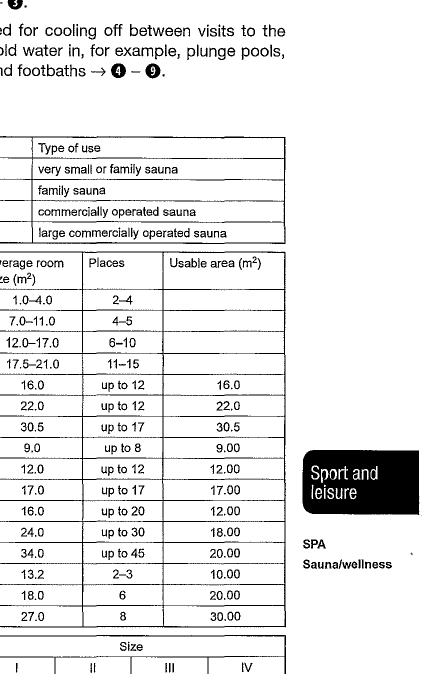 ❸.
ed for cooling off between visits to the
old water in, for example, plunge pools,
nd footbaths → ❹ – ❾.
Type of use
very small or family sauna
family sauna
commercially operated sauna
large commercially operated sauna
verage room Places Usable area (m²)
ze (m²)
1.0–4.0 2–4
7.0–11.0 4–5
12.0–17.0 6–10
17.5–21.0 11–15
16.0 up to 12 16.0
22.0 up to 12 22.0
30.5 up to 17 30.5
9.0 up to 8 9.00
12.0 up to 12 12.00
17.0 up to 17 17.00
16.0 up to 20 12.00
24.0 up to 30 18.00
34.0 up to 45 20.00
13.2 2–3 10.00
18.0 6 20.00
27.0 8 30.00
Size
I II III IV
Sport and
leisure
SPA
Sauna/wellness